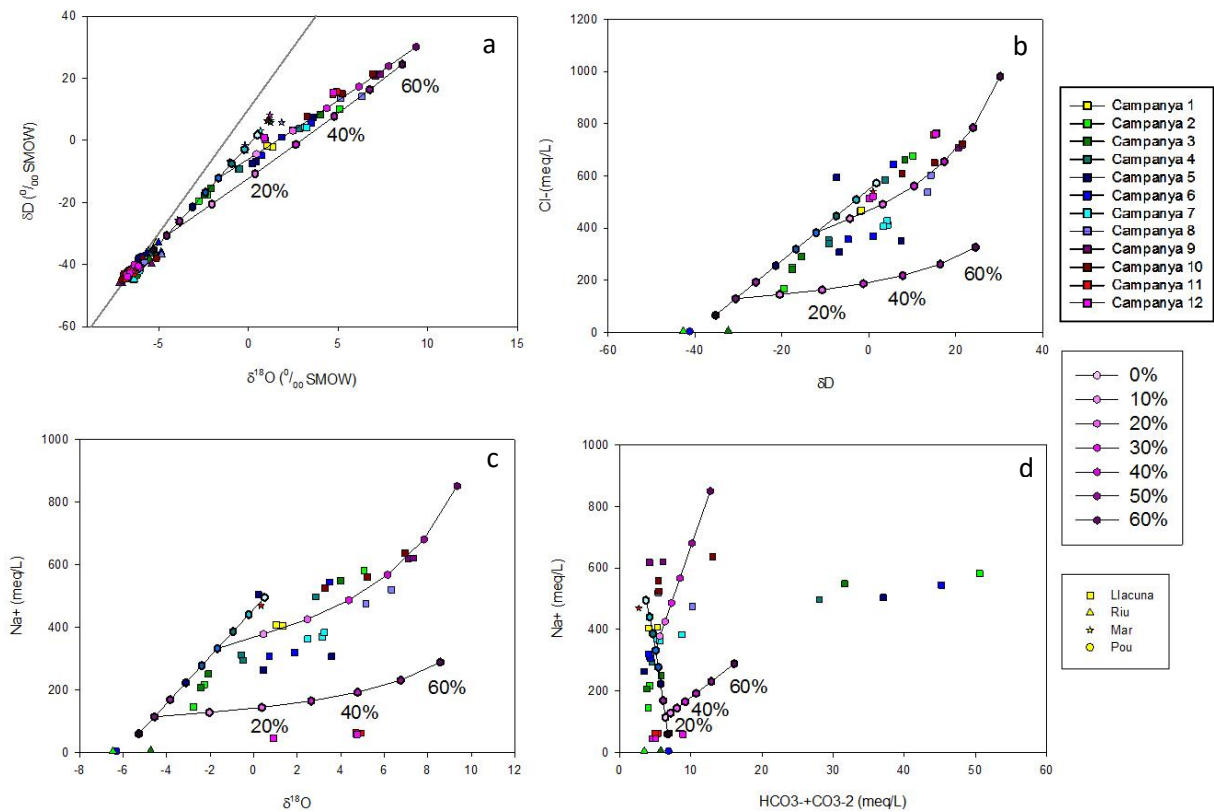 a
40
20
0
-20
-40
-60
-5
0
5
10
15
δD (⁰/₀₀ SMOW)
δ¹⁸O (⁰/₀₀ SMOW)
20%
40%
60%
b
1200
1000
800
600
400
200
0
-60
-40
-20
0
20
40
Cl-(meq/L)
δD
20%
40%
60%
Campanya 1
Campanya 2
Campanya 3
Campanya 4
Campanya 5
Campanya 6
Campanya 7
Campanya 8
Campanya 9
Campanya 10
Campanya 11
Campanya 12
0%
10%
20%
30%
40%
50%
60%
Llacuna
Riu
Mar
Pou
c
1000
800
600
400
200
0
-8
-6
-4
-2
0
2
4
6
8
10
12
Na+ (meq/L)
δ¹⁸O
20%
40%
60%
d
1000
800
600
400
200
0
0
10
20
30
40
50
60
Na+ (meq/L)
HCO3-+CO3-2 (meq/L)
20%
40%
60%